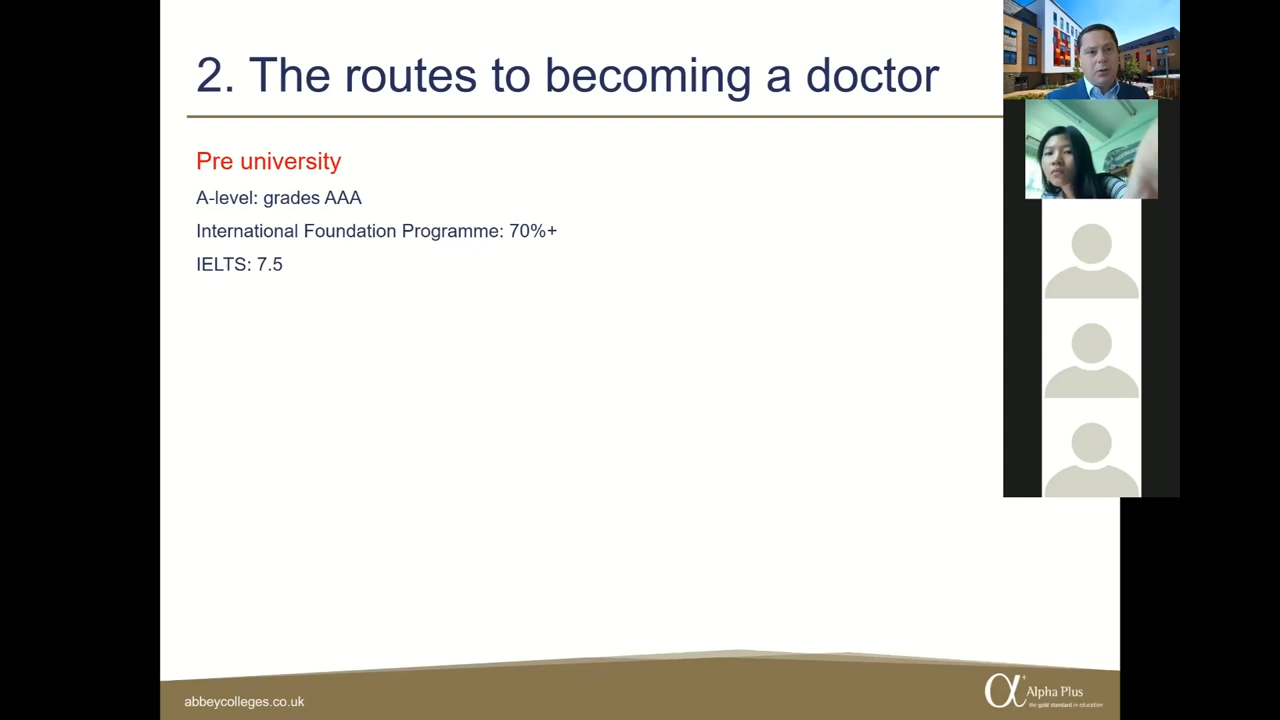 2. The routes to becoming a doctor
Pre university
A-level: grades AAA
International Foundation Programme: 70%+
IELTS: 7.5
abbeycolleges.co.uk
α+ Alpha Plus
the gold standard in education